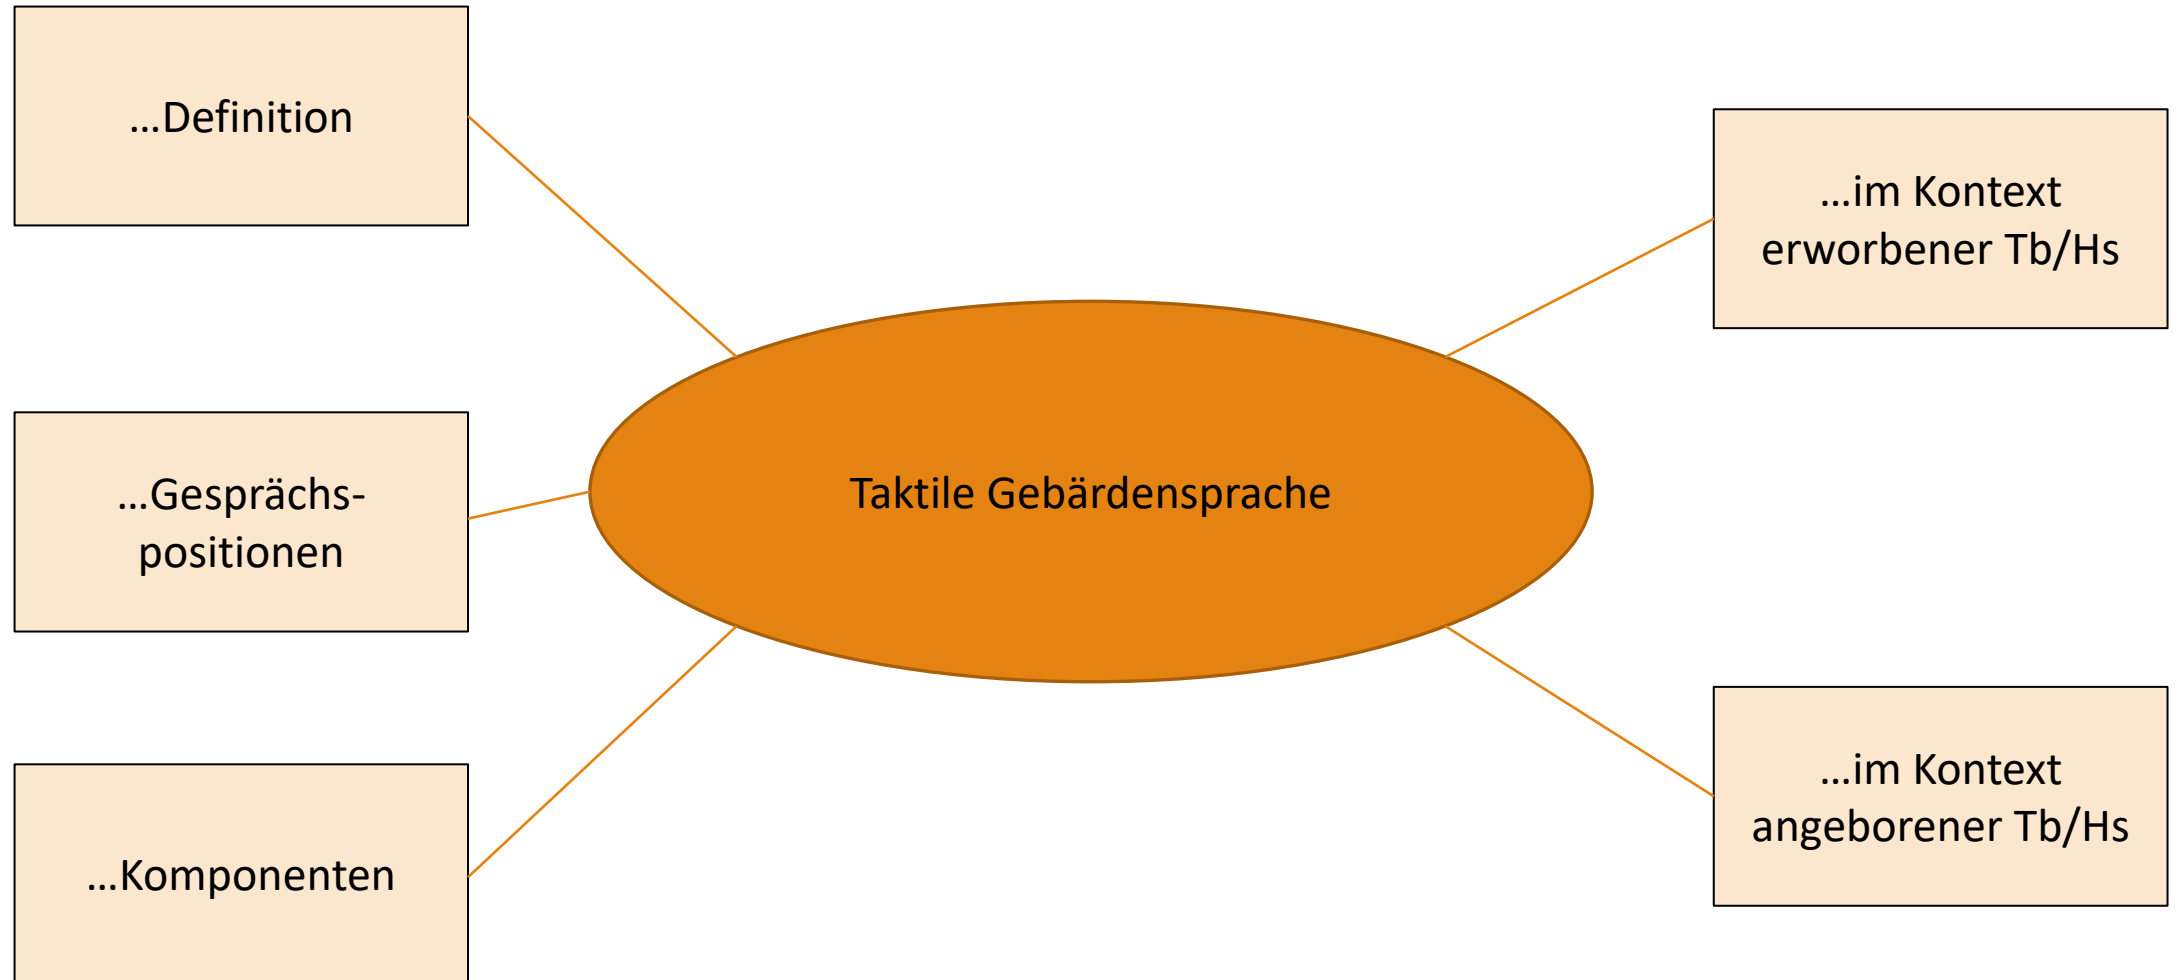 …Definition
…Gesprächs-
positionen
…Komponenten
Taktile Gebärdensprache
…im Kontext
erworbener Tb/Hs
…im Kontext
angeborener Tb/Hs